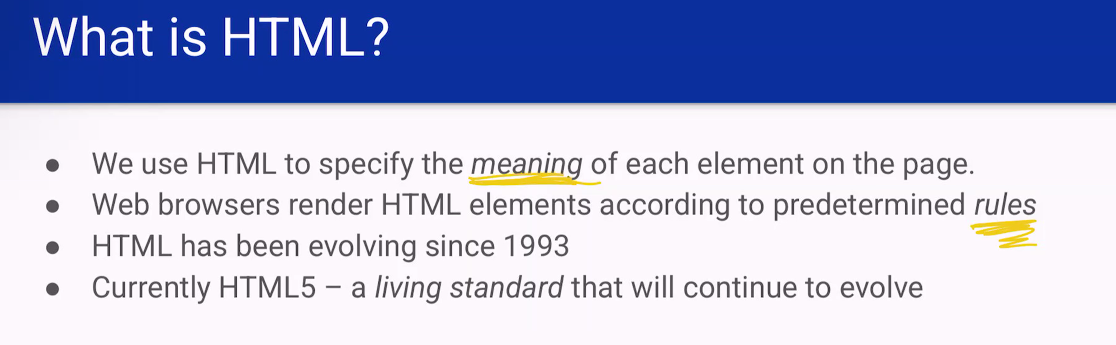 What is HTML?
● We use HTML to specify the meaning of each element on the page.
● Web browsers render HTML elements according to predetermined rules
● HTML has been evolving since 1993
● Currently HTML5 – a living standard that will continue to evolve